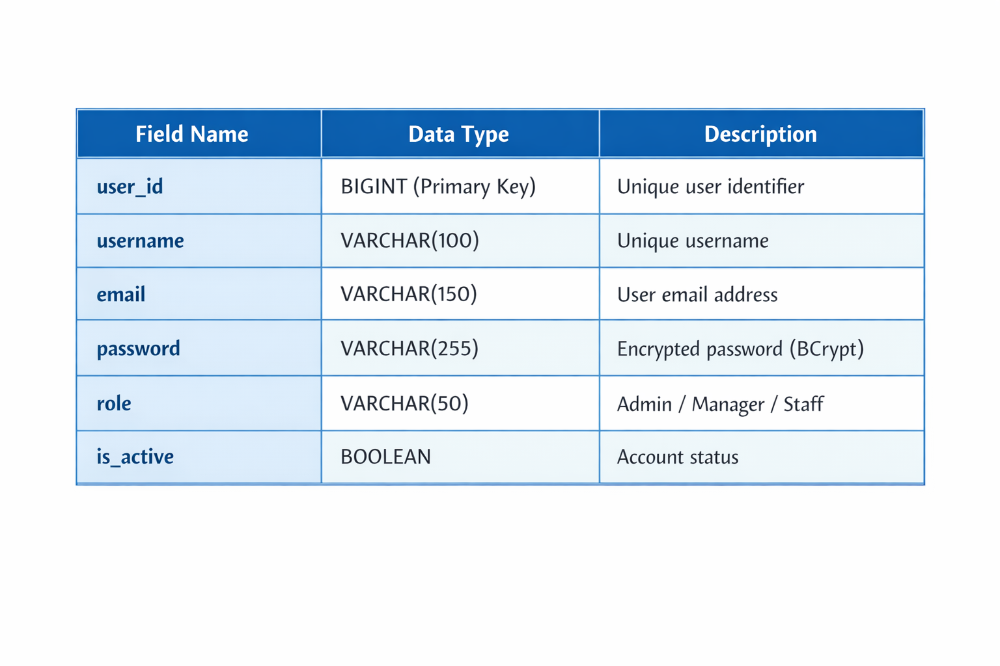 Field Name Data Type Description
user_id BIGINT (Primary Key) Unique user identifier
username VARCHAR(100) Unique username
email VARCHAR(150) User email address
password VARCHAR(255) Encrypted password (BCrypt)
role VARCHAR(50) Admin / Manager / Staff
is_active BOOLEAN Account status